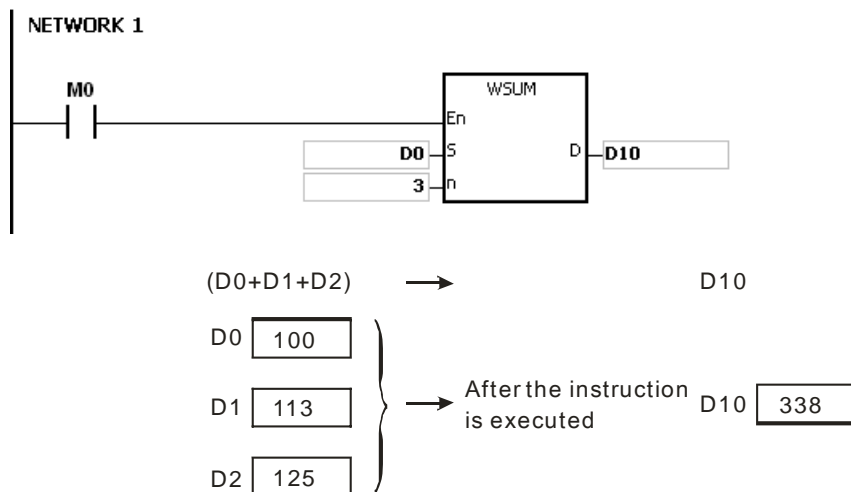 NETWORK 1
M0
WSUM
En
D0 S D D10
3 n
(D0+D1+D2) D10
D0 100
D1 113 After the instruction is executed D10 338
D2 125